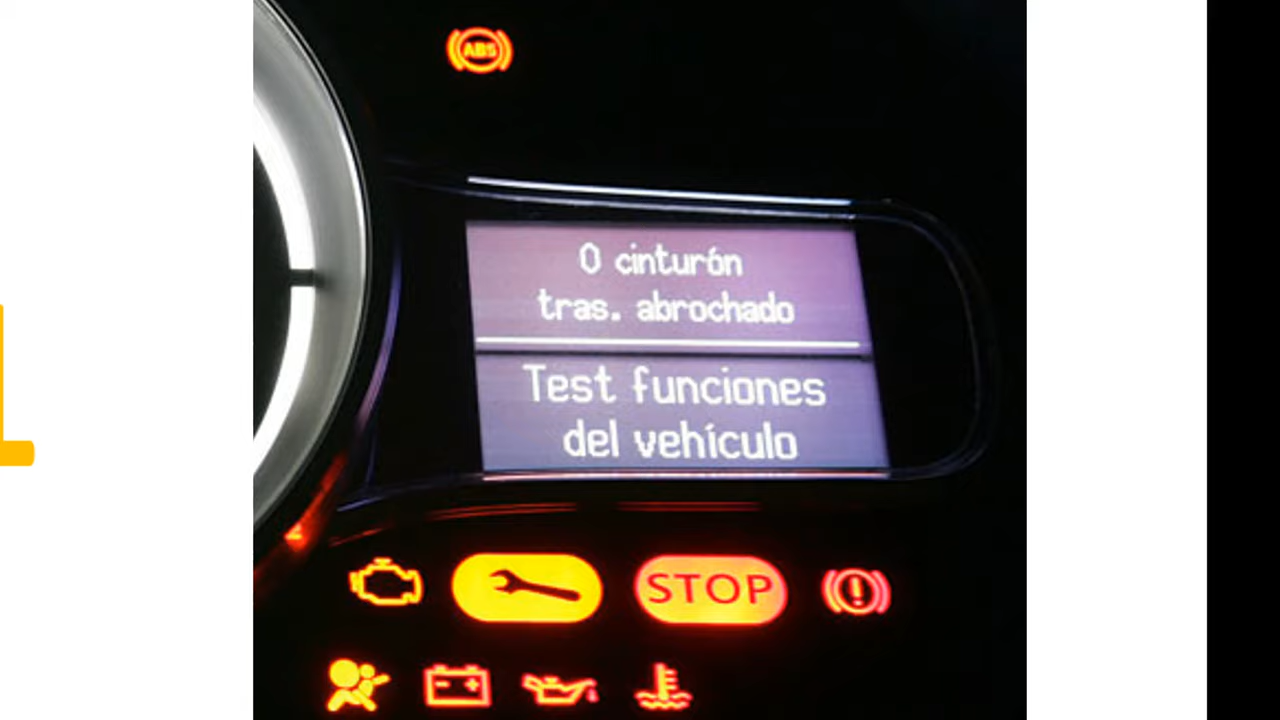 ABS
0 cinturón
tras. abrochado
Test funciones
del vehículo
STOP